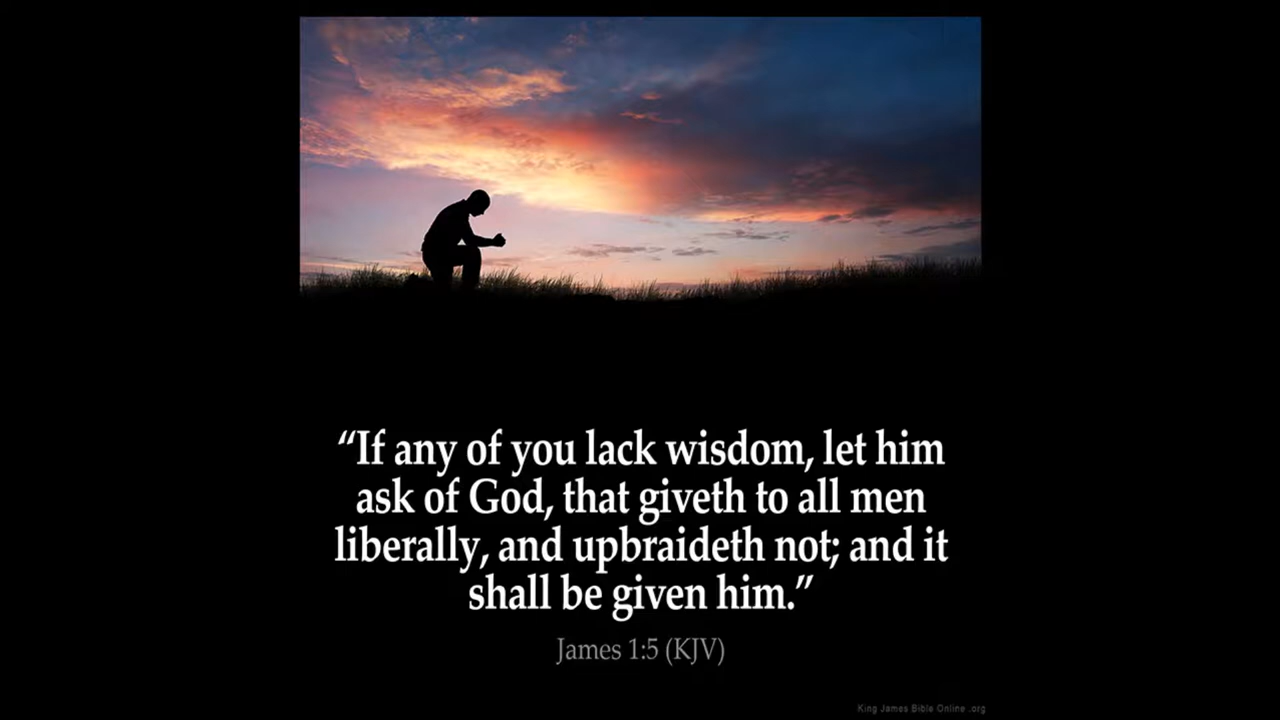 “If any of you lack wisdom, let him
ask of God, that giveth to all men
liberally, and upbraideth not; and it
shall be given him.”
James 1:5 (KJV)
King James Bible Online .org